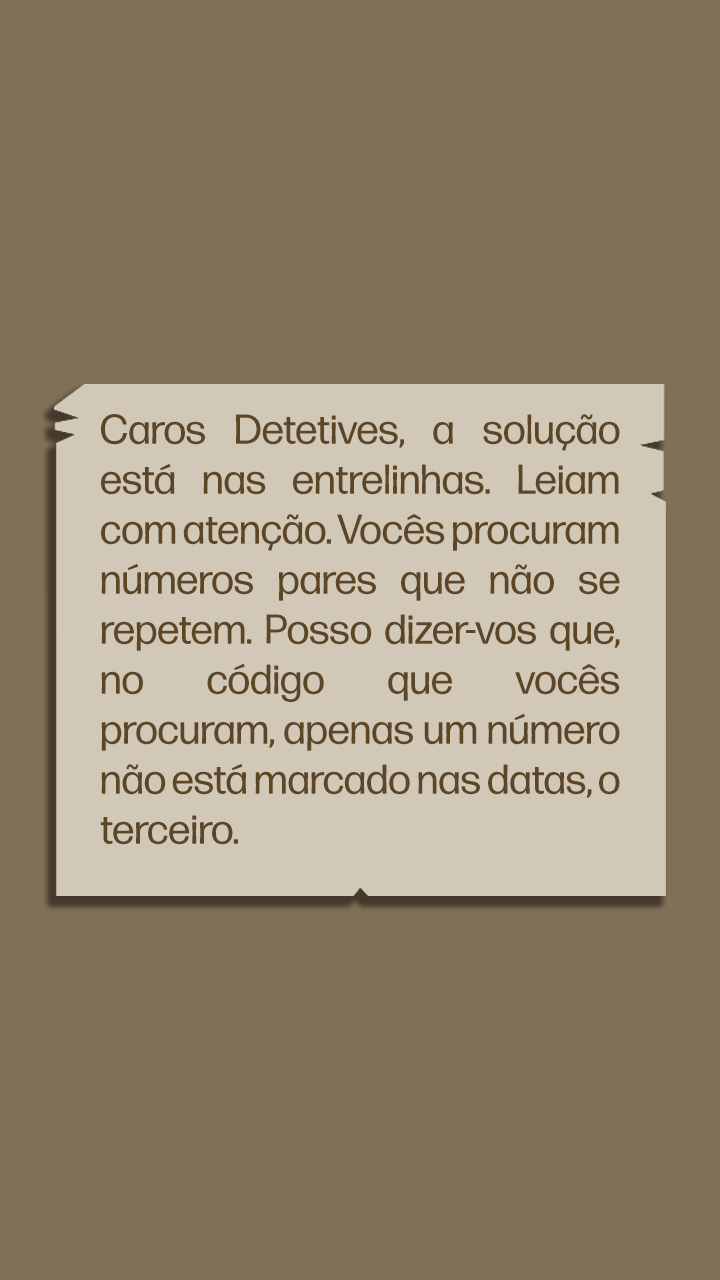 Caros Detetives, a solução
está nas entrelinhas. Leiam
com atenção. Vocês procuram
números pares que não se
repetem. Posso dizer-vos que,
no código que vocês
procuram, apenas um número
não está marcado nas datas, o
terceiro.